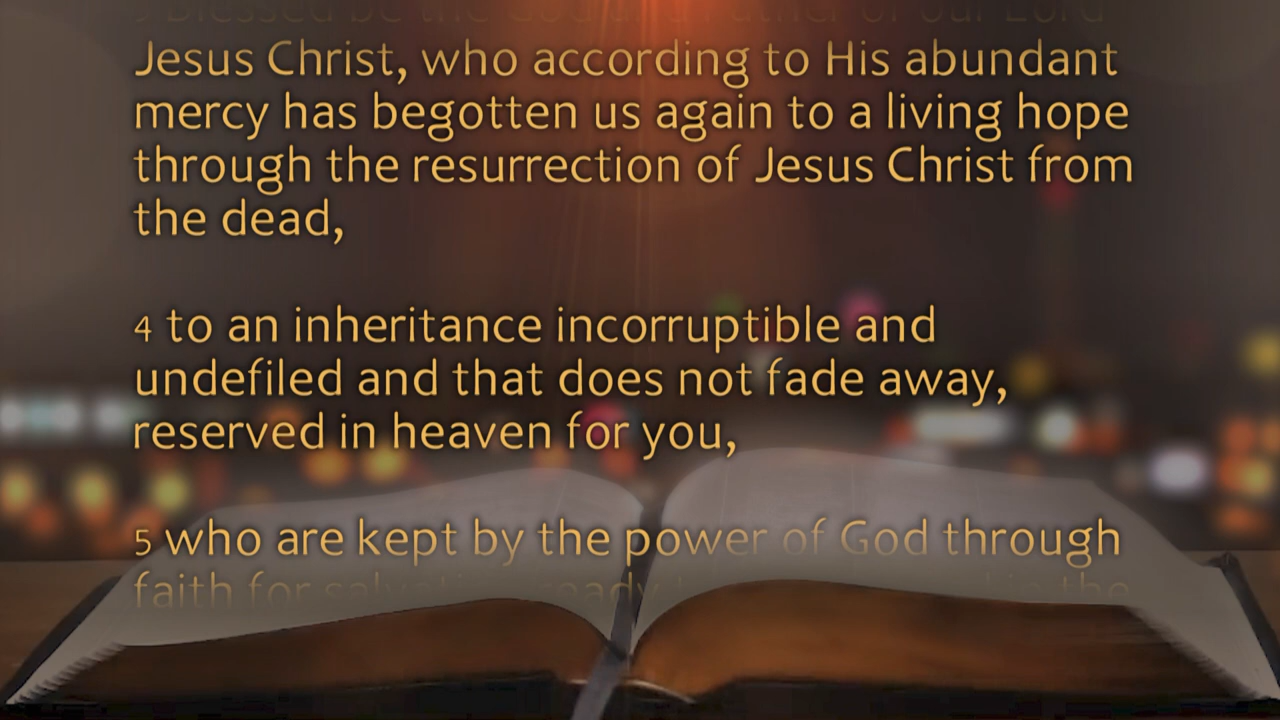 3 Blessed be the God and Father of our Lord
Jesus Christ, who according to His abundant
mercy has begotten us again to a living hope
through the resurrection of Jesus Christ from
the dead,
4 to an inheritance incorruptible and
undefiled and that does not fade away,
reserved in heaven for you,
5 who are kept by the power of God through
faith for salvation ready the